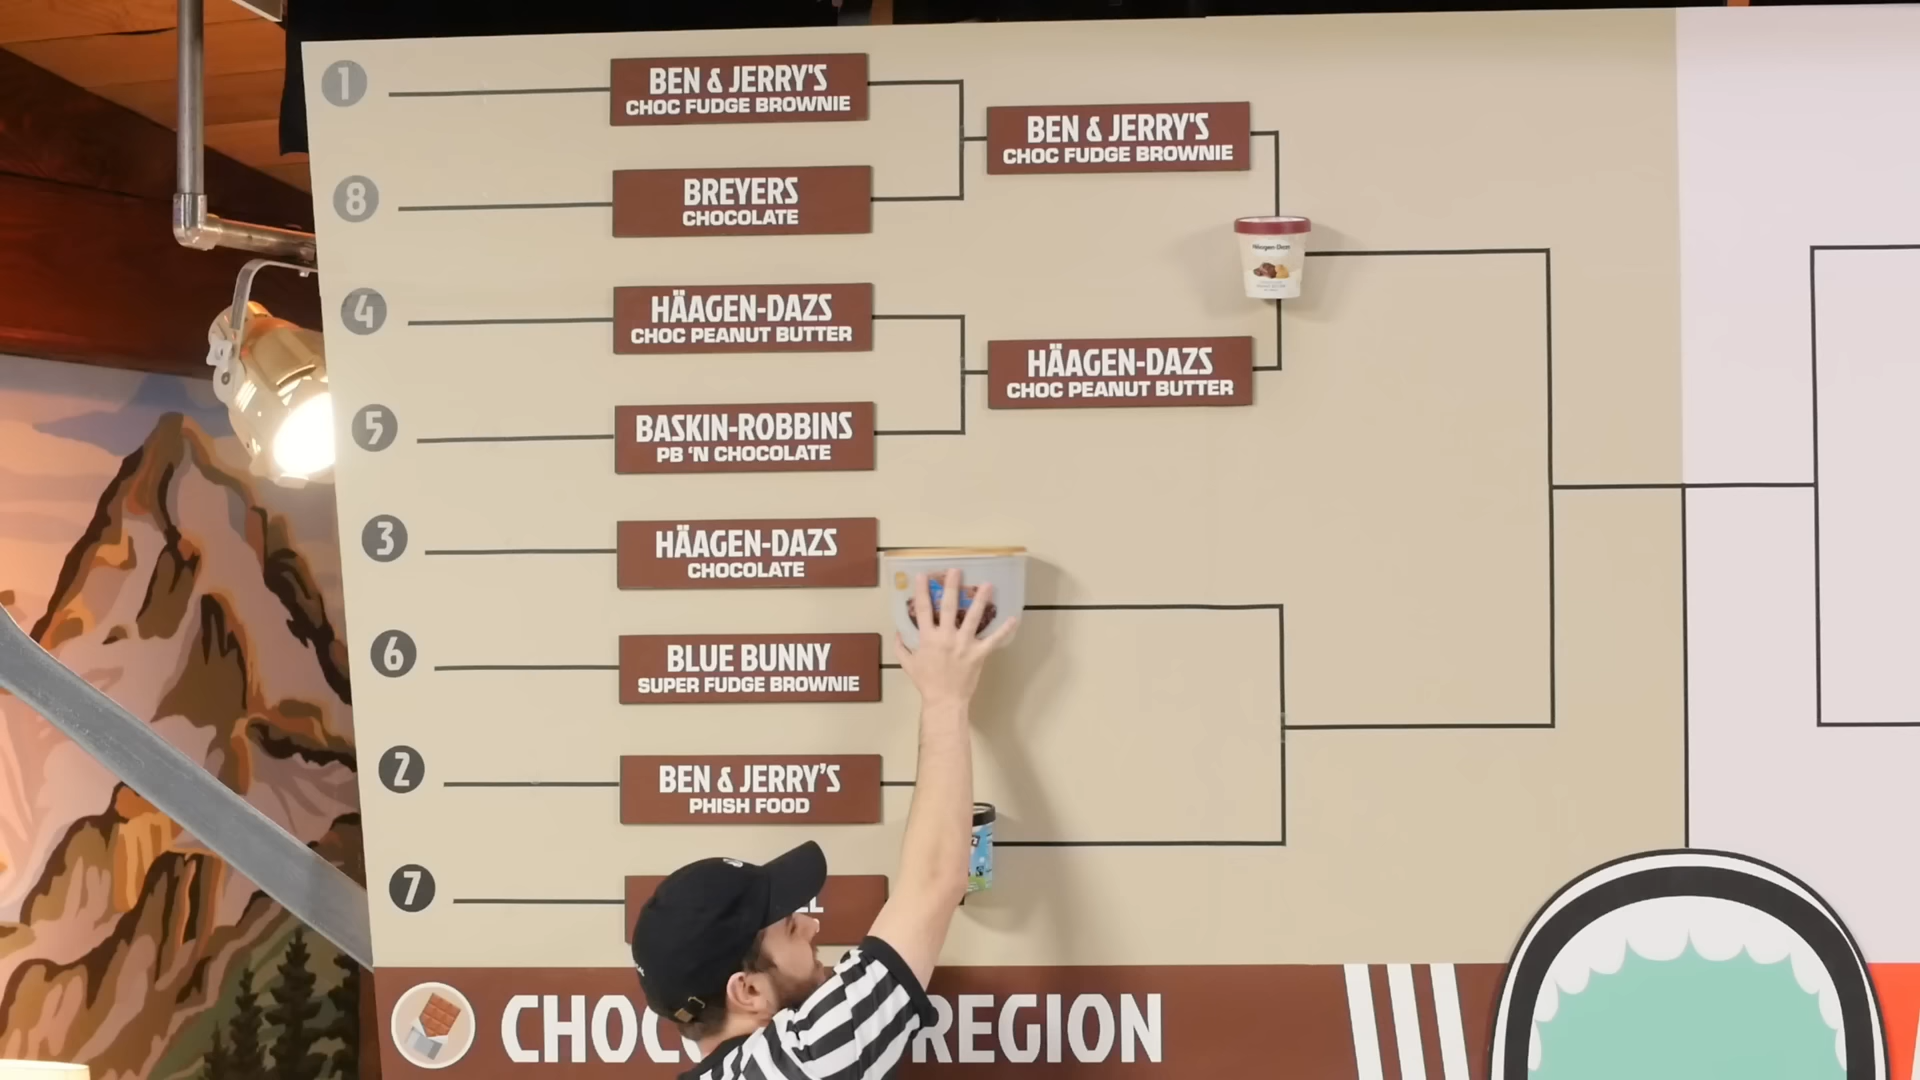 1
BEN & JERRY'S
CHOC FUDGE BROWNIE
BEN & JERRY'S
CHOC FUDGE BROWNIE
8
BREYERS
CHOCOLATE
Häagen-Dazs
4
HÄAGEN-DAZS
CHOC PEANUT BUTTER
HÄAGEN-DAZS
CHOC PEANUT BUTTER
5
BASKIN-ROBBINS
PB ‘N CHOCOLATE
3
HÄAGEN-DAZS
CHOCOLATE
6
BLUE BUNNY
SUPER FUDGE BROWNIE
2
BEN & JERRY’S
PHISH FOOD
7
REGION